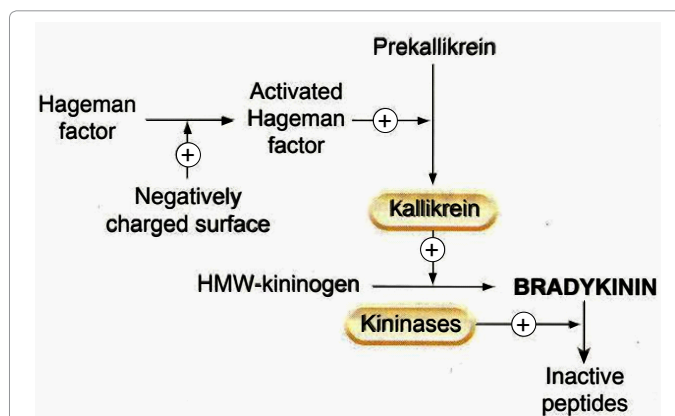 Prekallikrein
Hageman
factor
Activated
Hageman
factor
+
+
Negatively
charged surface
Kallikrein
+
HMW-kininogen
BRADYKININ
Kininases
+
Inactive
peptides